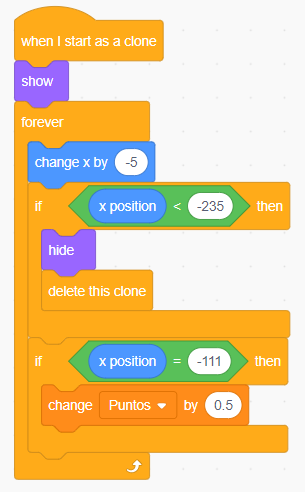 when I start as a clone
show
forever
change x by -5
if x position < -235 then
hide
delete this clone
if x position = -111 then
change Puntos by 0.5